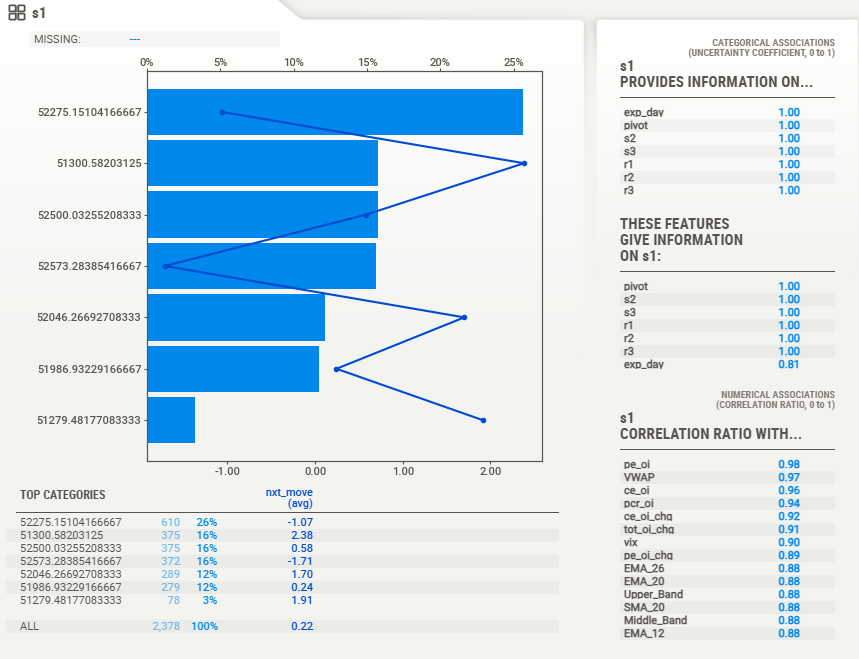 s1
MISSING: ---
0% 5% 10% 15% 20% 25%
52275.15104166667
51300.58203125
52500.03255208333
52573.28385416667
52046.26692708333
51986.93229166667
51279.48177083333
-1.00 0.00 1.00 2.00
TOP CATEGORIES nxt_move
(avg)
52275.15104166667 610 26% -1.07
51300.58203125 375 16% 2.38
52500.03255208333 375 16% 0.58
52573.28385416667 372 16% -1.71
52046.26692708333 289 12% 1.70
51986.93229166667 279 12% 0.24
51279.48177083333 78 3% 1.91
ALL 2,378 100% 0.22
CATEGORICAL ASSOCIATIONS
(UNCERTAINTY COEFFICIENT, 0 to 1)
s1
PROVIDES INFORMATION ON...
exp_day 1.00
pivot 1.00
s2 1.00
s3 1.00
r1 1.00
r2 1.00
r3 1.00
THESE FEATURES
GIVE INFORMATION
ON s1:
pivot 1.00
s2 1.00
s3 1.00
r1 1.00
r2 1.00
r3 1.00
exp_day 0.81
NUMERICAL ASSOCIATIONS
(CORRELATION RATIO, 0 to 1)
s1
CORRELATION RATIO WITH...
pe_oi 0.98
VWAP 0.97
ce_oi 0.96
pcr_oi 0.94
ce_oi_chg 0.92
tot_oi_chg 0.91
vix 0.90
pe_oi_chg 0.89
EMA_26 0.88
EMA_20 0.88
Upper_Band 0.88
SMA_20 0.88
Middle_Band 0.88
EMA_12 0.88